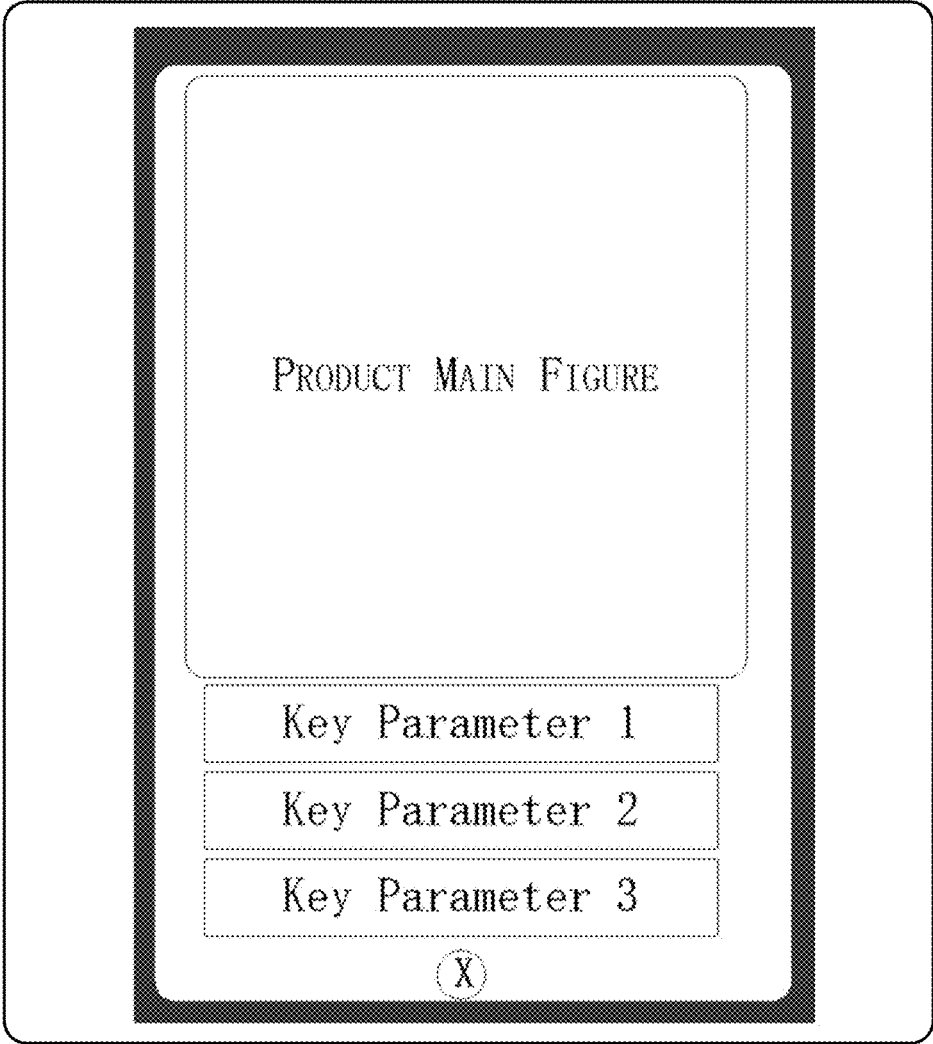 PRODUCT MAIN FIGURE
Key Parameter 1
Key Parameter 2
Key Parameter 3
X